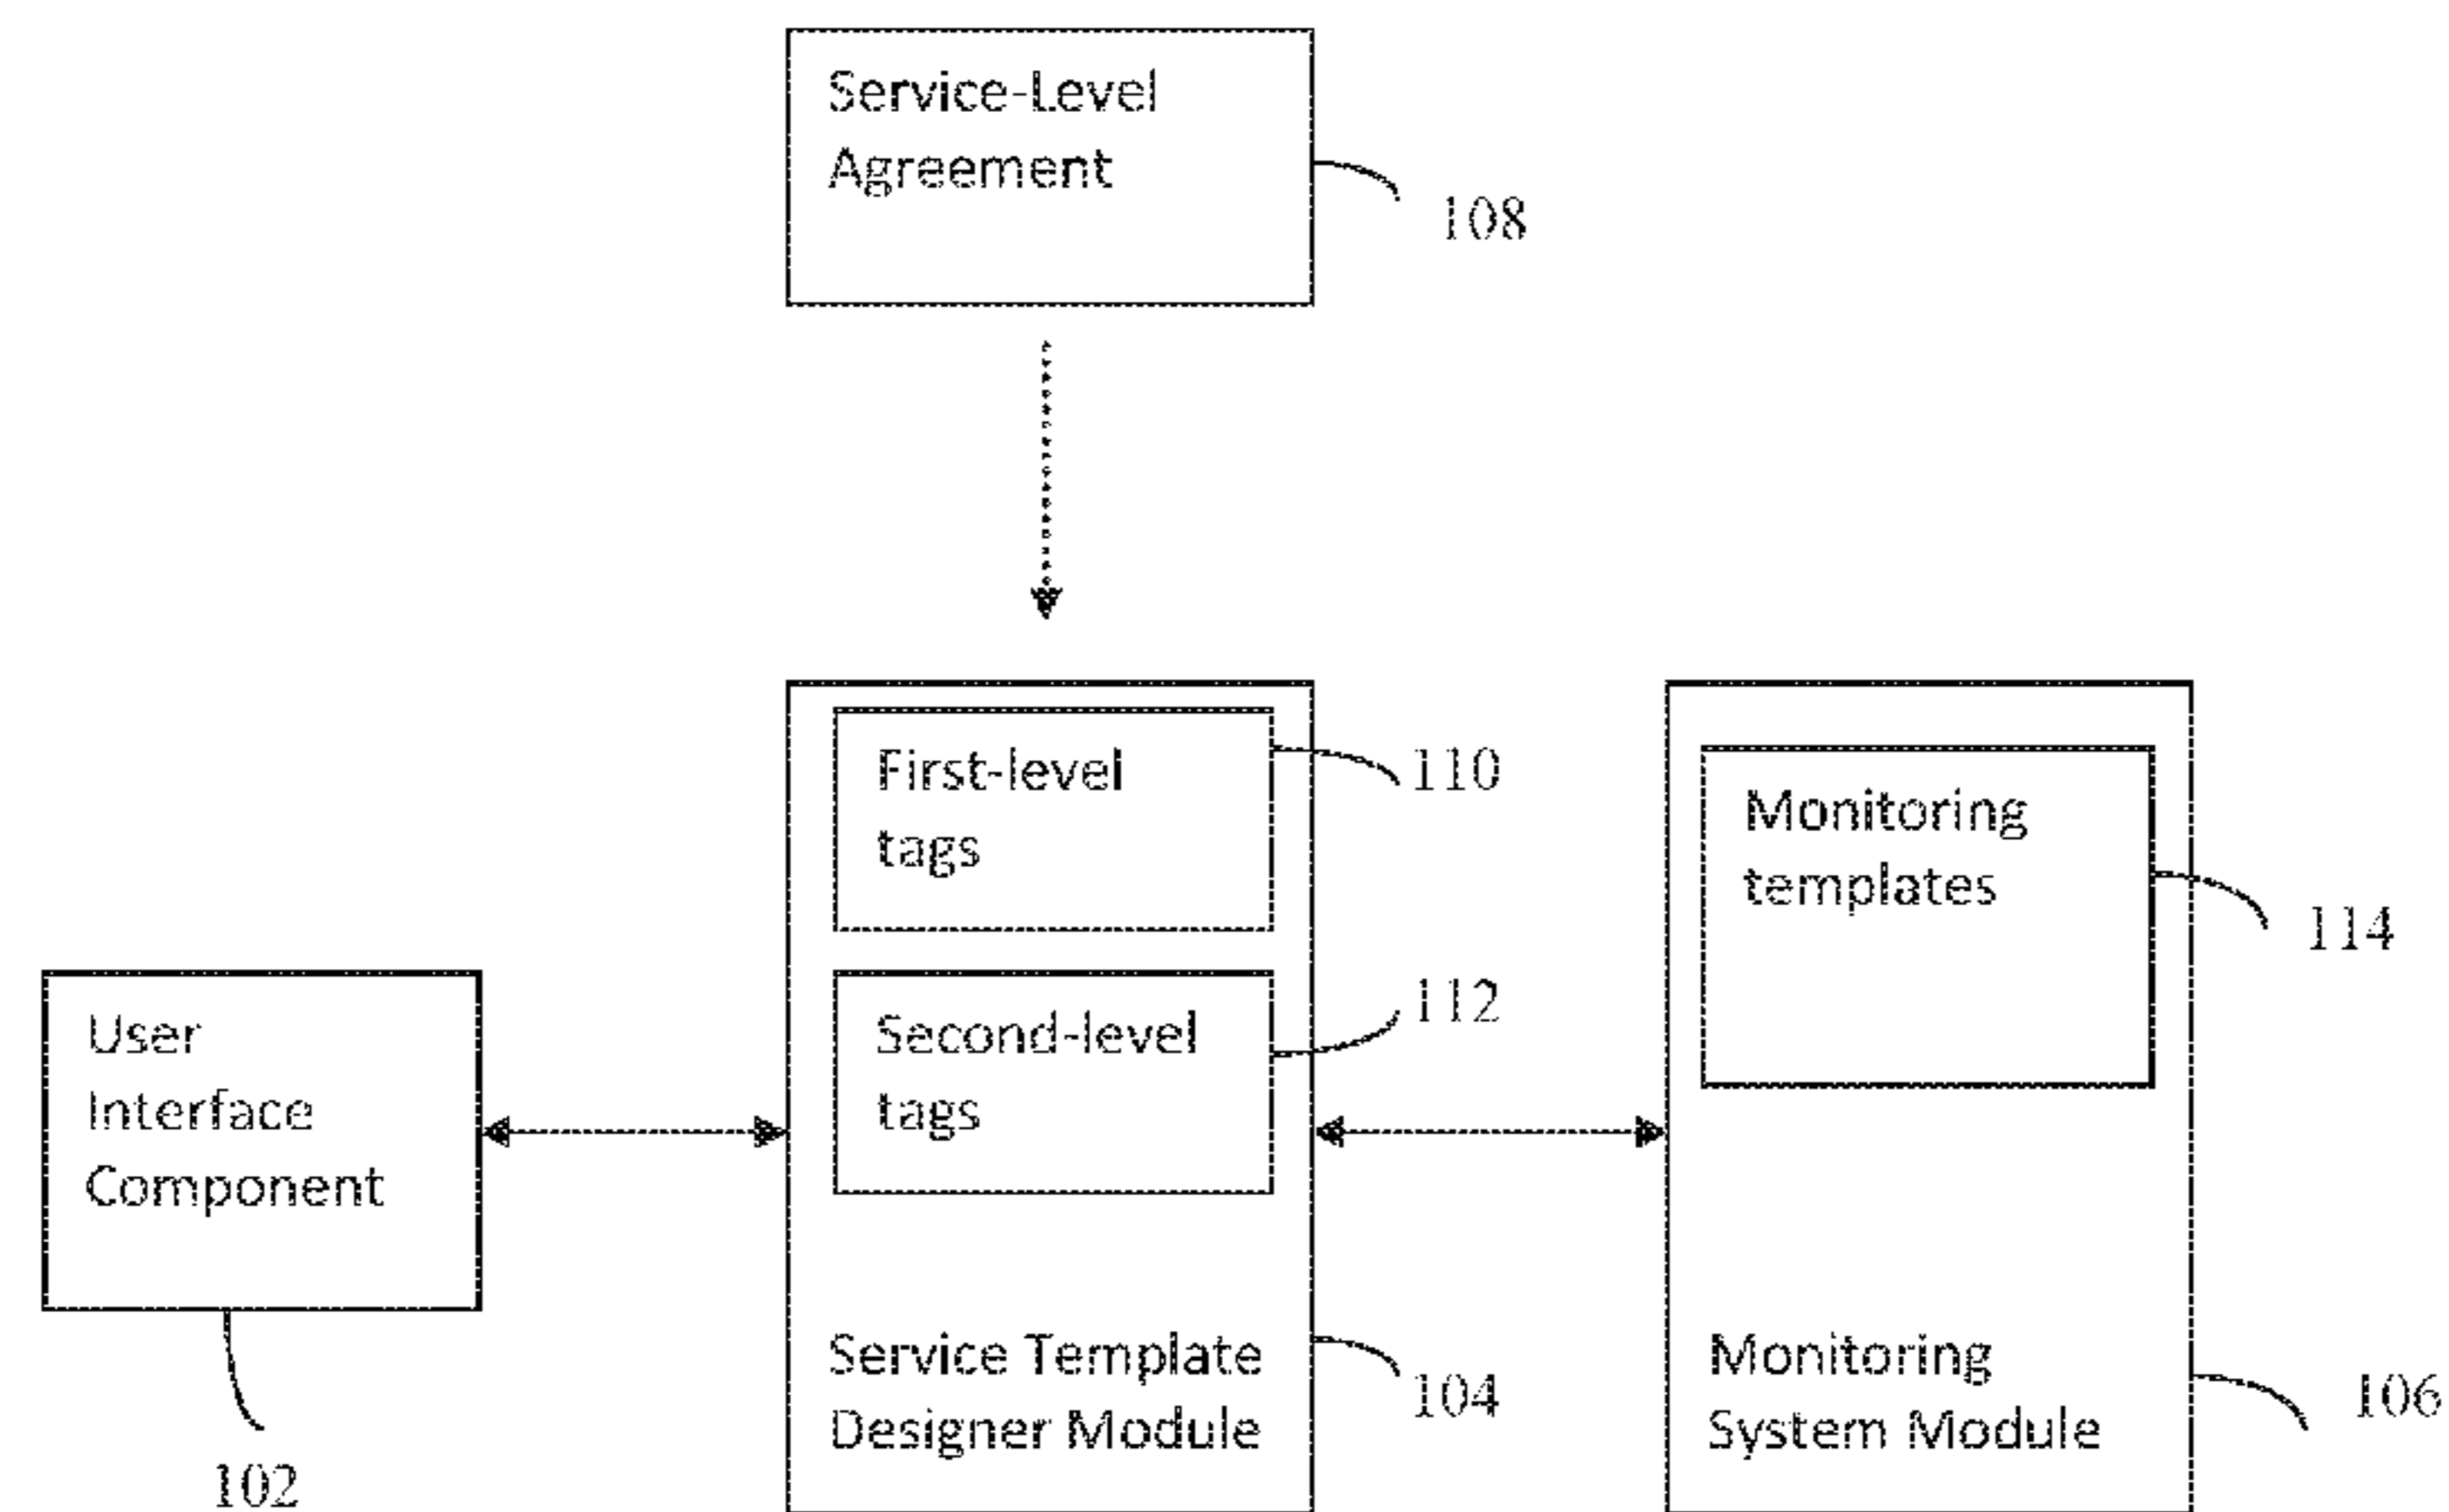 Service-Level
Agreement
108
First-level
tags
110
Second-level
tags
112
Service Template
Designer Module
104
Monitoring
templates
114
Monitoring
System Module
106
User
Interface
Component
102